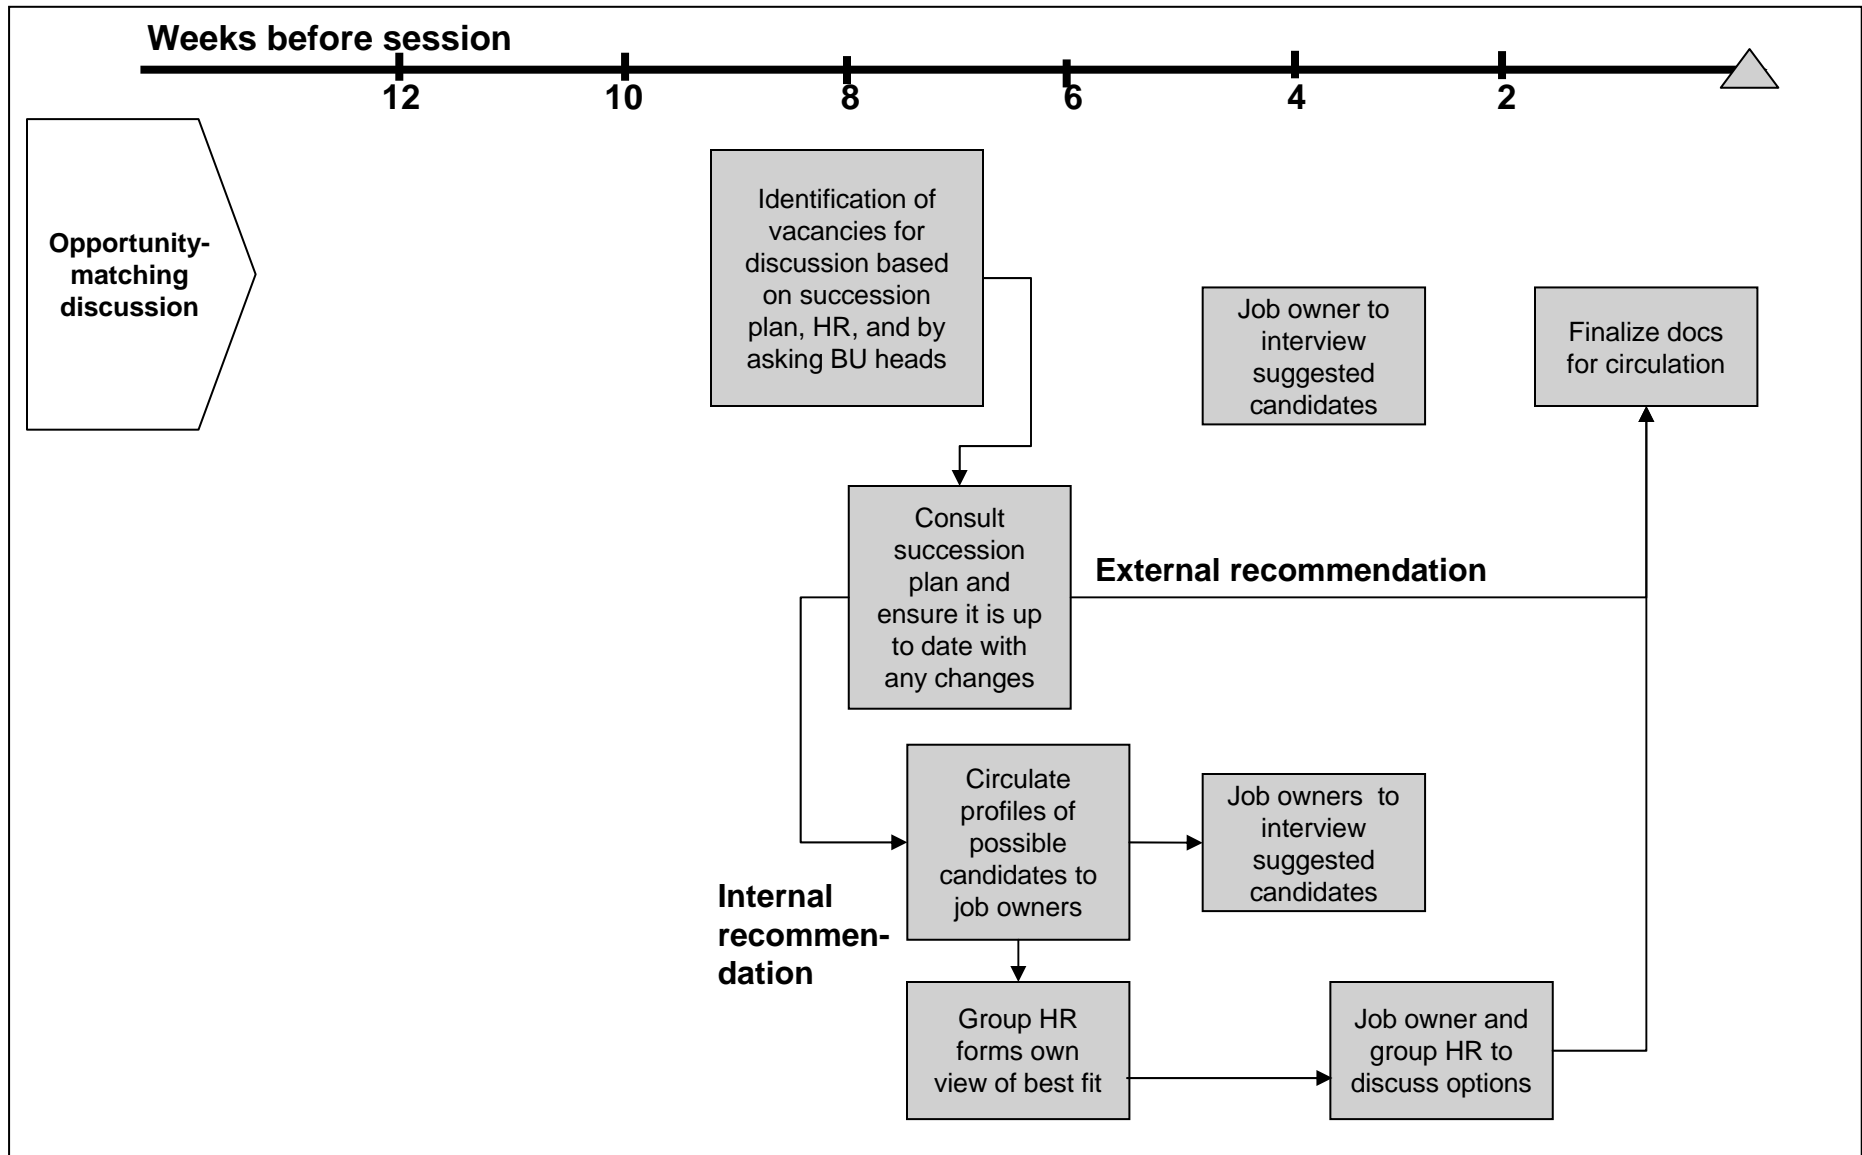 Weeks before session
12
10
8
6
4
2
Opportunity-
matching
discussion
Identification of
vacancies for
discussion based
on succession
plan, HR, and by
asking BU heads
Job owner to
interview
suggested
candidates
Finalize docs
for circulation
Consult
succession
plan and
ensure it is up
to date with
any changes
External recommendation
Circulate
profiles of
possible
candidates to
job owners
Job owners to
interview
suggested
candidates
Internal
recommen-
dation
Group HR
forms own
view of best fit
Job owner and
group HR to
discuss options